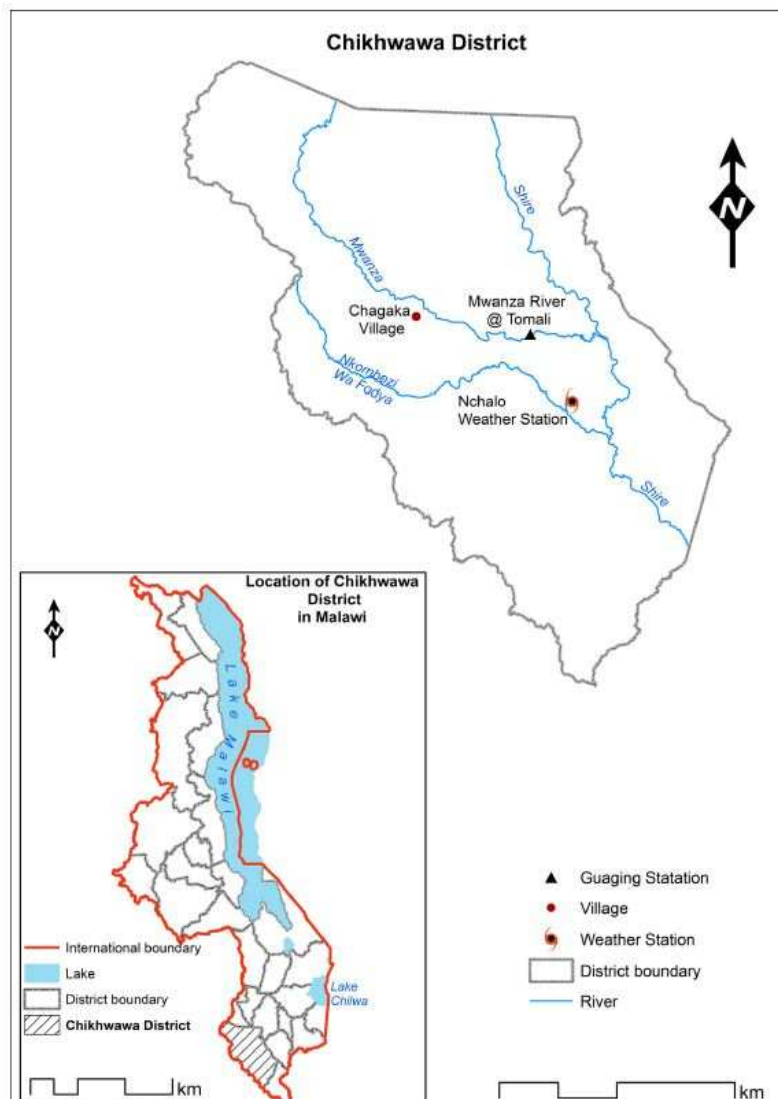 Chikhwawa District
N
Shire
Mwanza
Chagaka
Village
Mwanza River
@ Tomali
Nkombezi
Wa Fodya
Nchalo
Weather Station
Shire
Location of Chikhwawa
District
in Malawi
N
Lake Malawi
8
Lake
Chilwa
International boundary
Lake
District boundary
Chikhwawa District
km
Guaging Statation
Village
Weather Station
District boundary
River
km